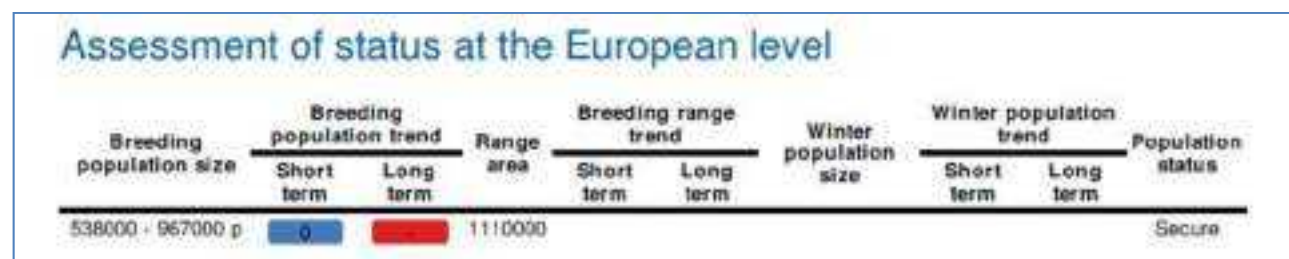 Assessment of status at the European level
Breeding population size
Breeding population trend
Short term
Long term
Range area
Breeding range trend
Short term
Long term
Winter population size
Winter population trend
Short term
Long term
Population status
538000 - 967000 p
0
-
1110000
Secure